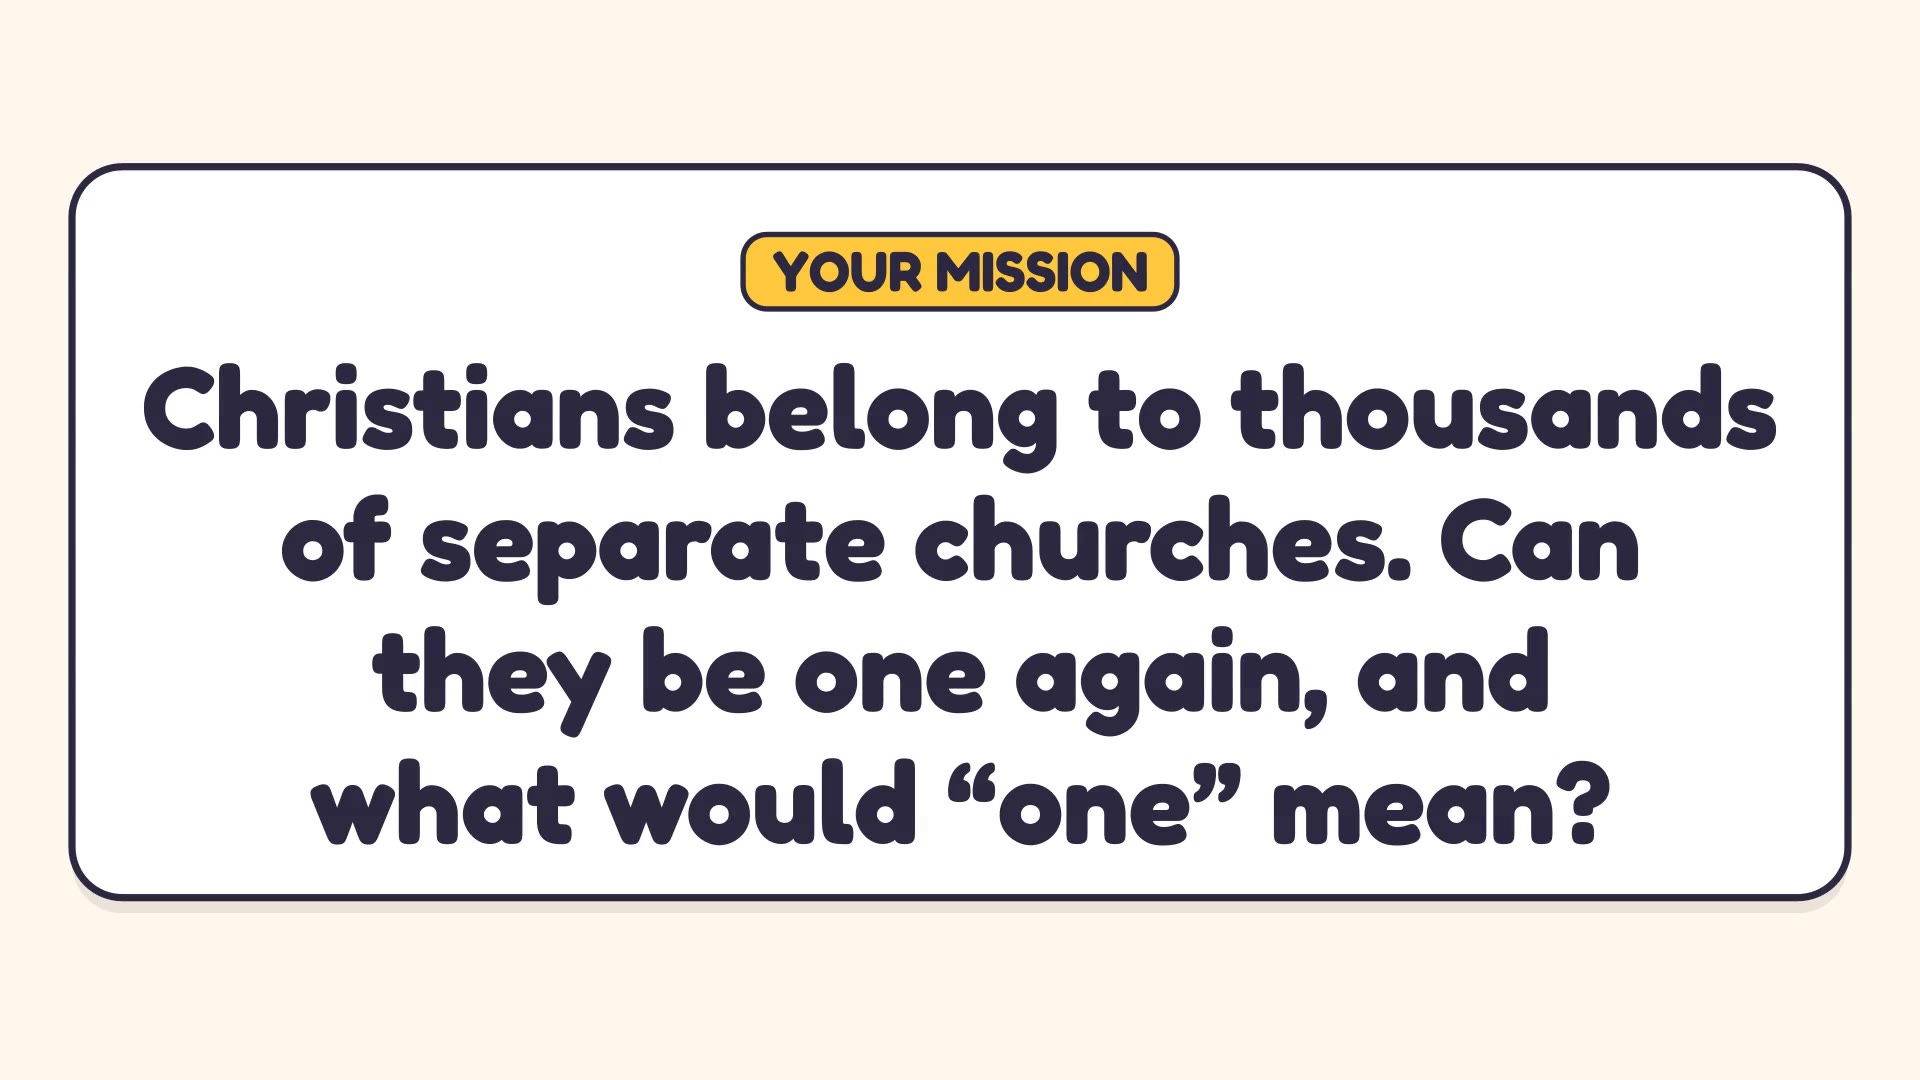 YOUR MISSION
Christians belong to thousands
of separate churches. Can
they be one again, and
what would “one” mean?